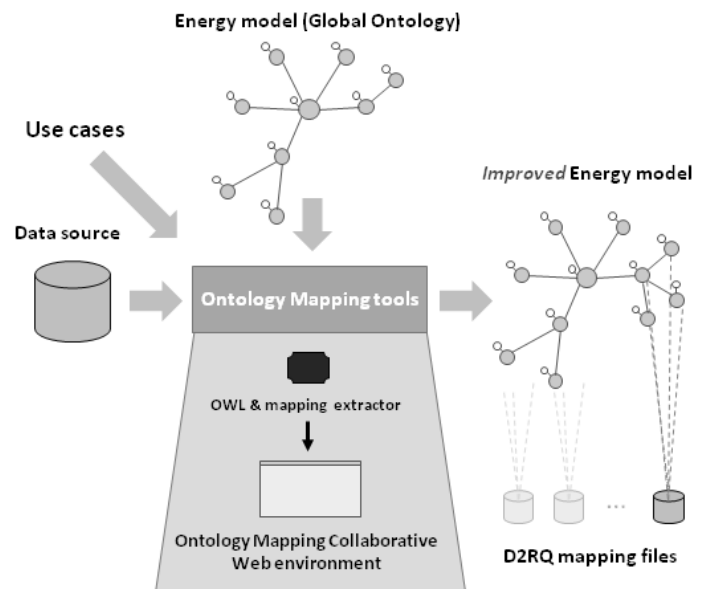 Energy model (Global Ontology)
Use cases
Improved Energy model
Data source
Ontology Mapping tools
OWL & mapping extractor
...
Ontology Mapping Collaborative
Web environment
D2RQ mapping files